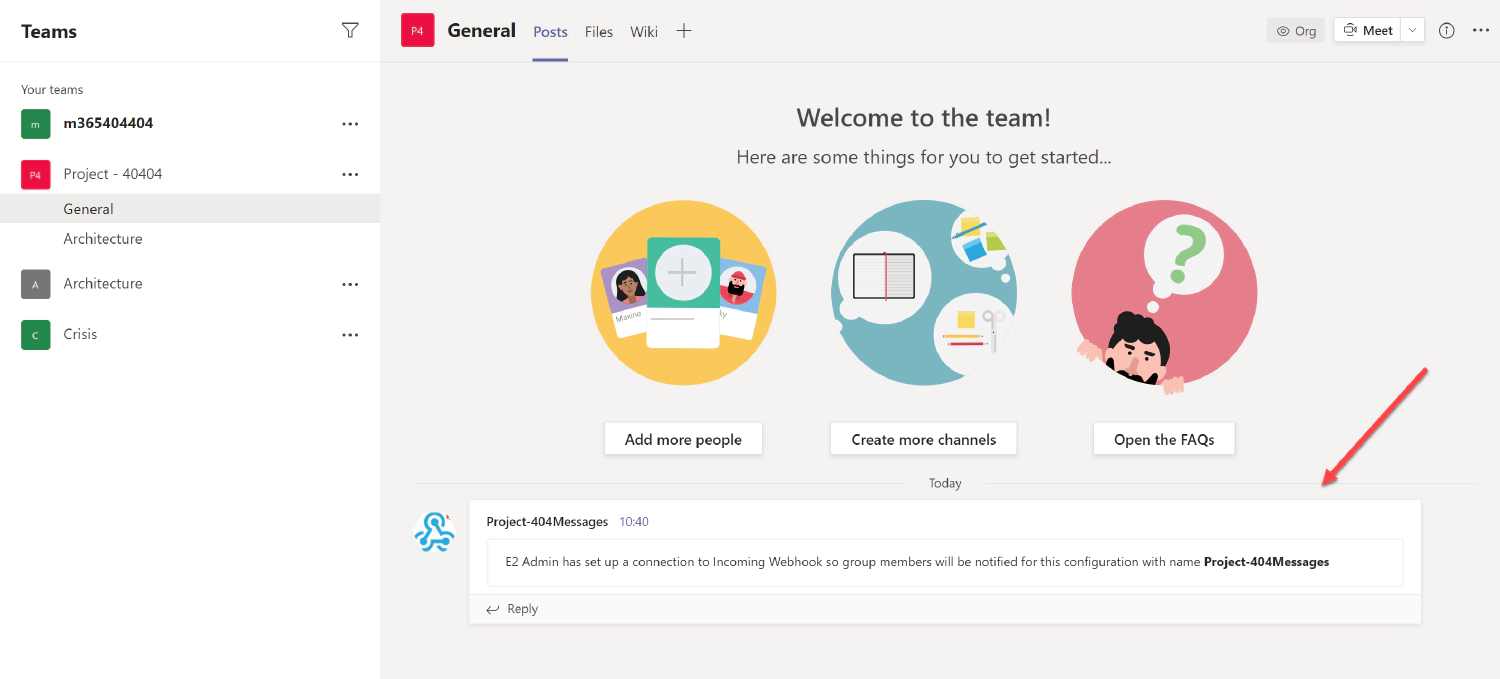 Teams
Your teams
m
m365404404
P4
Project - 40404
General
Architecture
A
Architecture
C
Crisis
P4
General
Posts
Files
Wiki
Org
Meet
Welcome to the team!
Here are some things for you to get started...
Maxine
?
Add more people
Create more channels
Open the FAQs
Today
Project-404Messages 10:40
E2 Admin has set up a connection to Incoming Webhook so group members will be notified for this configuration with name Project-404Messages
Reply